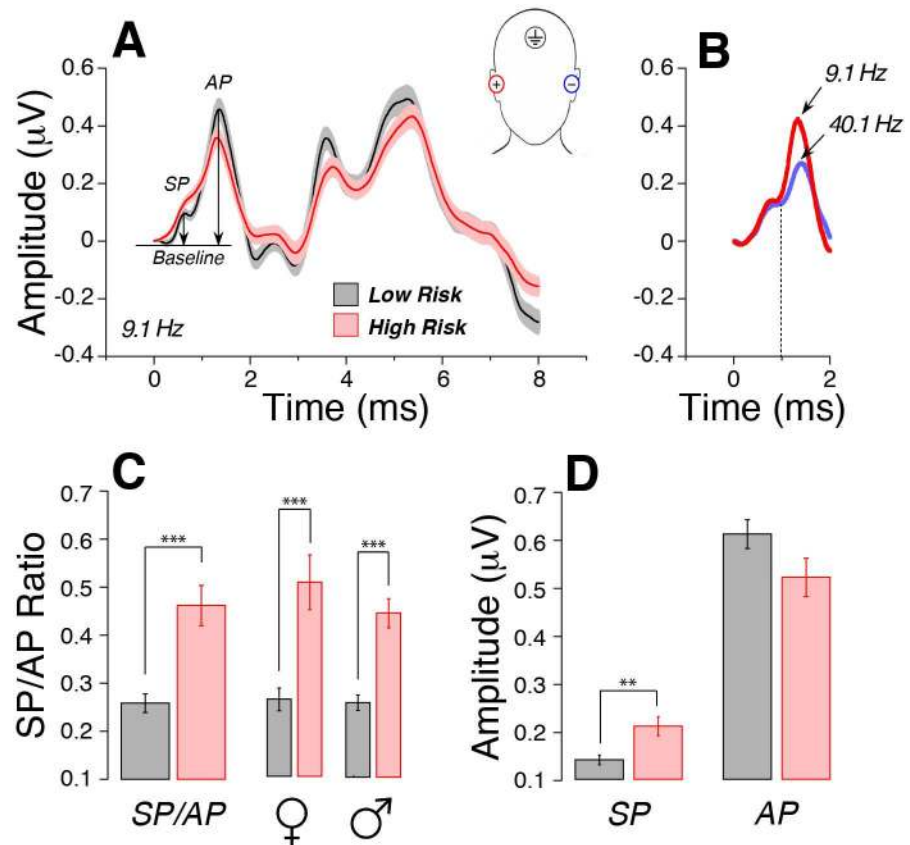 A
B
+
−
0.6
0.4
0.2
0
-0.2
-0.4
Amplitude (μV)
AP
SP
Baseline
9.1 Hz
Low Risk
High Risk
0 2 4 6 8
Time (ms)
0.6
0.4
0.2
0
-0.2
-0.4
9.1 Hz
40.1 Hz
0 2
Time (ms)
C
0.7
0.6
0.5
0.4
0.3
0.2
0.1
SP/AP Ratio
*** *** ***
SP/AP ♀ ♂
D
0.7
0.6
0.5
0.4
0.3
0.2
0.1
Amplitude (μV)
**
SP AP